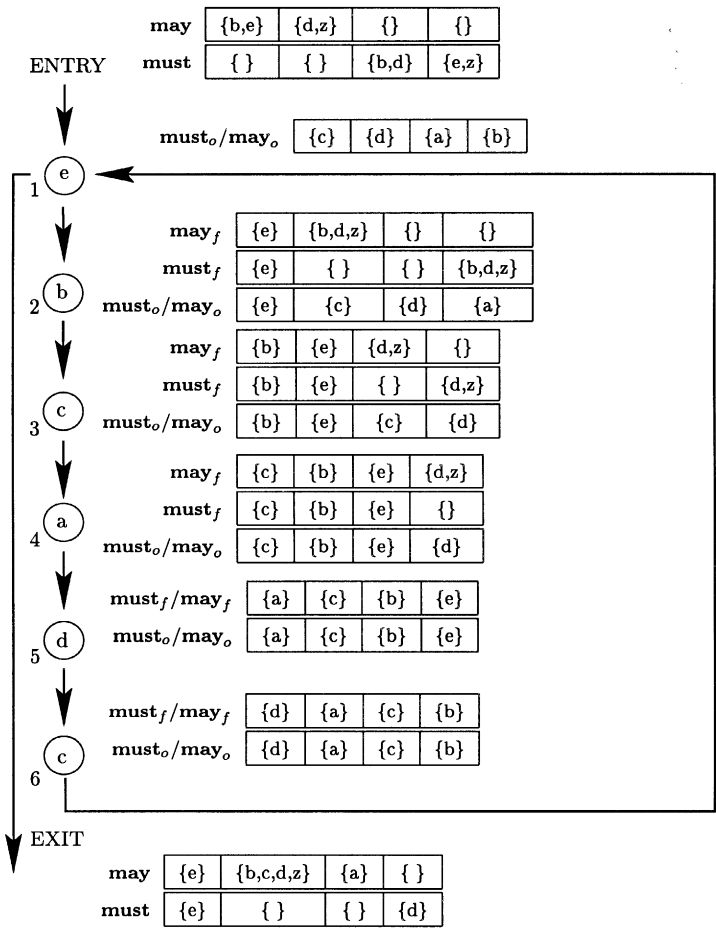 may {b,e} {d,z} {} {}
must { } { } {b,d} {e,z}
ENTRY
must_o/may_o {c} {d} {a} {b}
1 e
may_f {e} {b,d,z} {} {}
must_f {e} { } { } {b,d,z}
2 b
must_o/may_o {e} {c} {d} {a}
may_f {b} {e} {d,z} {}
must_f {b} {e} { } {d,z}
3 c
must_o/may_o {b} {e} {c} {d}
may_f {c} {b} {e} {d,z}
must_f {c} {b} {e} {}
4 a
must_o/may_o {c} {b} {e} {d}
must_f/may_f {a} {c} {b} {e}
5 d
must_o/may_o {a} {c} {b} {e}
must_f/may_f {d} {a} {c} {b}
must_o/may_o {d} {a} {c} {b}
6 c
EXIT
may {e} {b,c,d,z} {a} { }
must {e} { } { } {d}